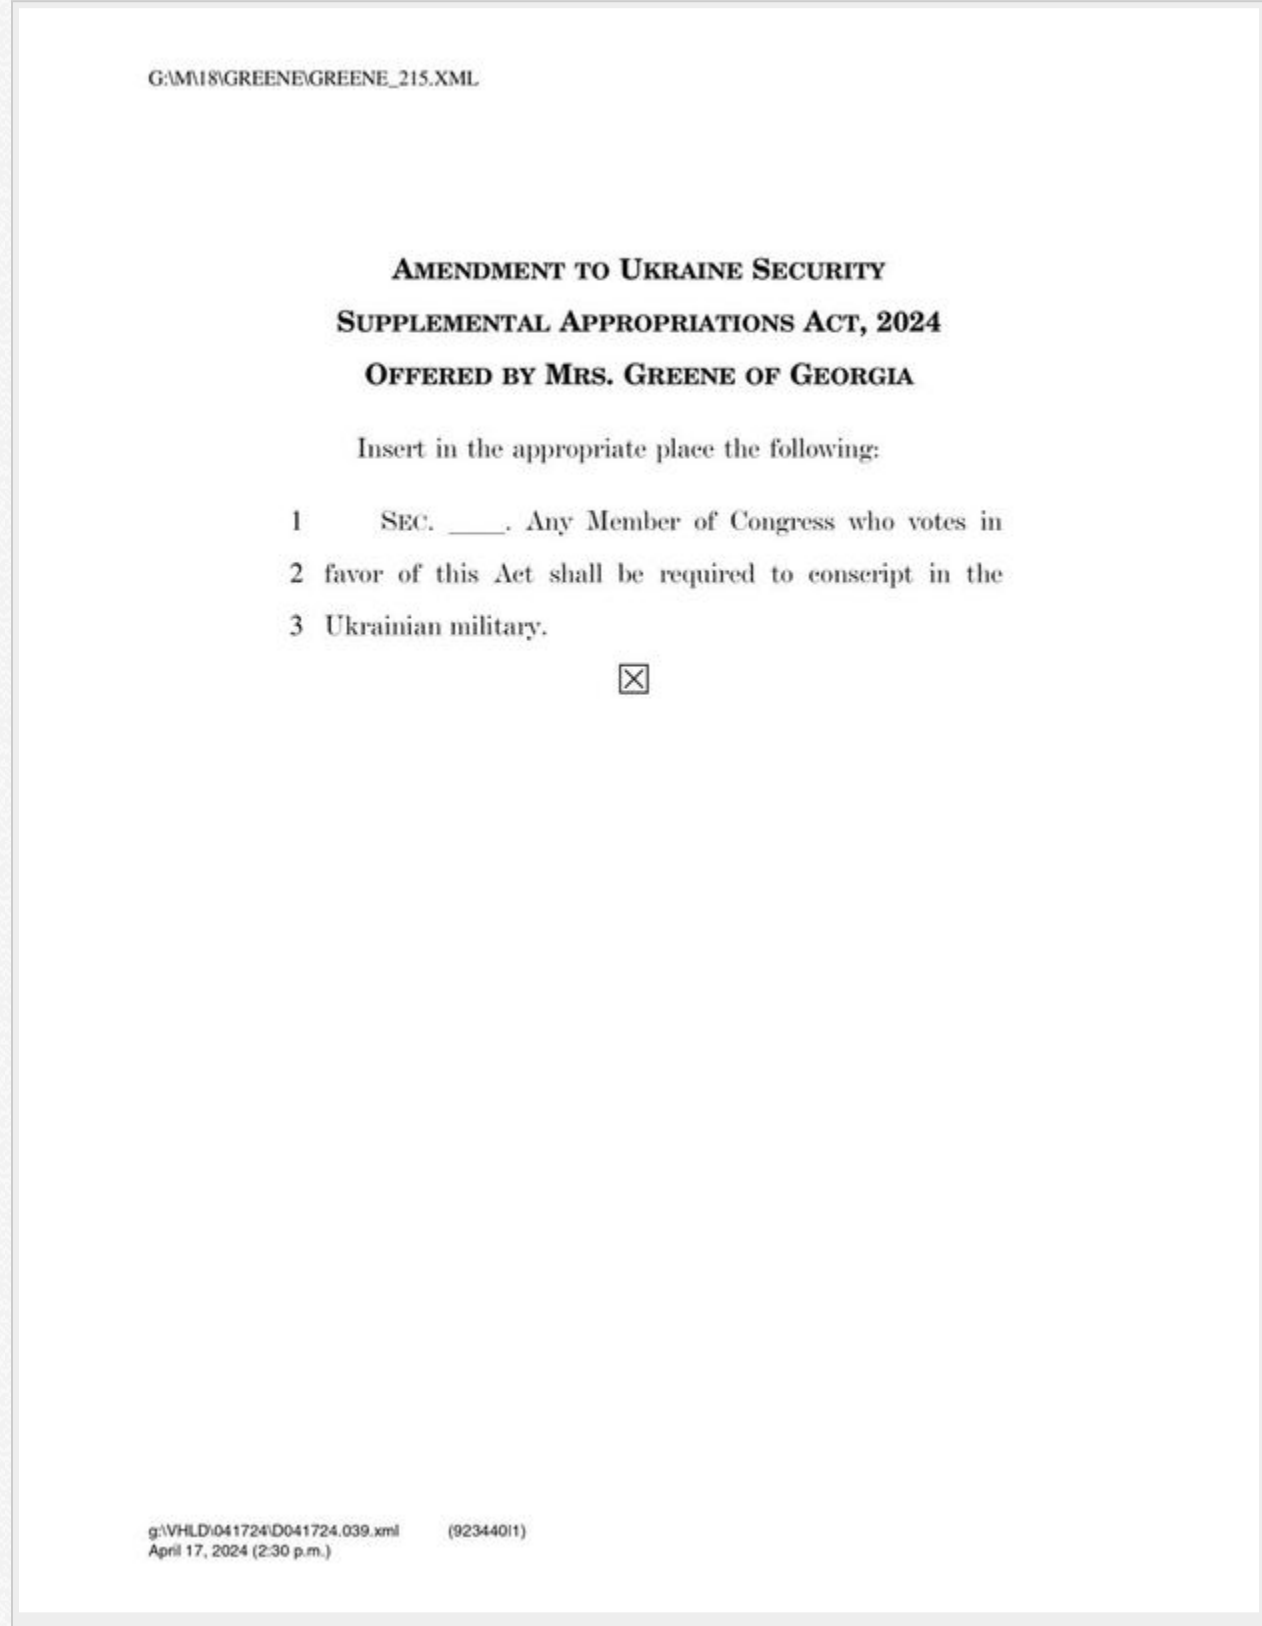 G:\M\18\GREENE\GREENE_215.XML
AMENDMENT TO UKRAINE SECURITY
SUPPLEMENTAL APPROPRIATIONS ACT, 2024
OFFERED BY MRS. GREENE OF GEORGIA
Insert in the appropriate place the following:
1 SEC. ____. Any Member of Congress who votes in
2 favor of this Act shall be required to conscript in the
3 Ukrainian military.
☒
g:\VHLD\041724\D041724.039.xml (923440|1)
April 17, 2024 (2:30 p.m.)